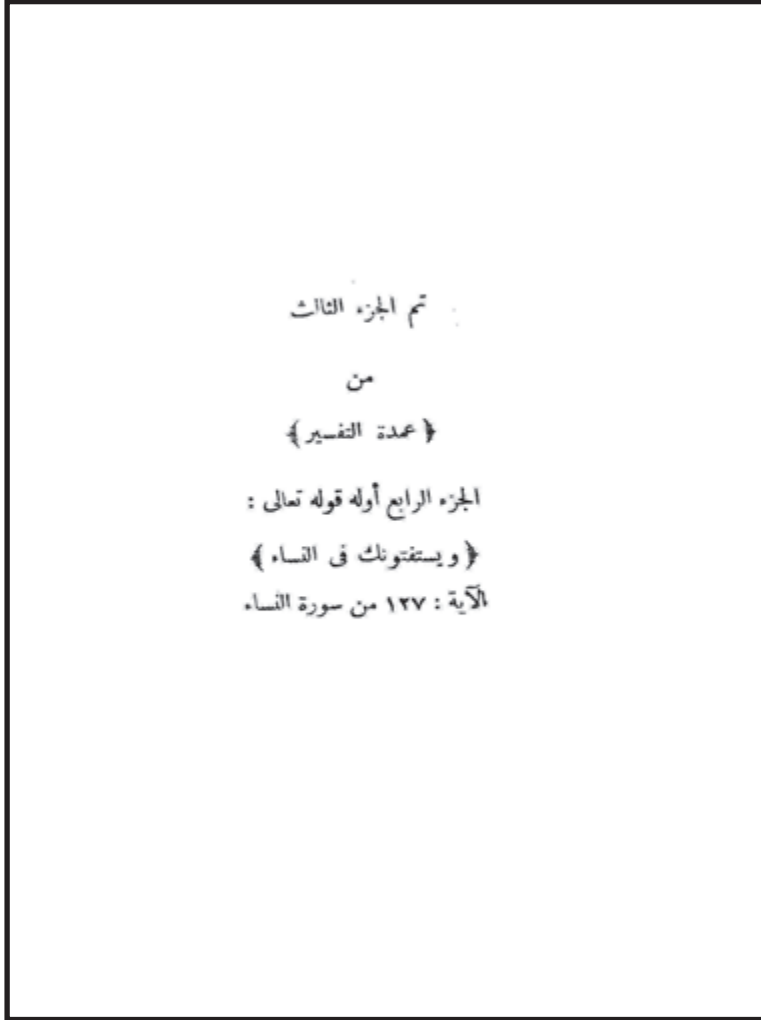 تم الجزء الثالث
من
﴿ عمدة التفسير ﴾
الجزء الرابع أوله قوله تعالى :
﴿ ويستفتونك فى النساء ﴾
الآية : ١٢٧ من سورة النساء